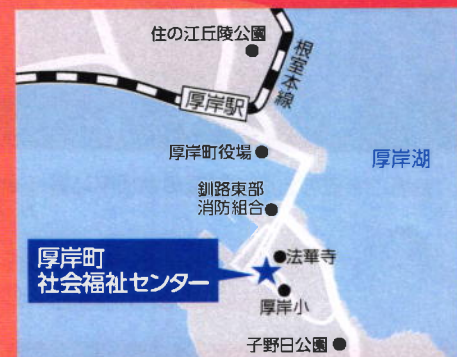 住の江丘陵公園
根室本線
厚岸駅
厚岸町役場
厚岸湖
釧路東部
消防組合
厚岸町
社会福祉センター
法華寺
厚岸小
子野日公園